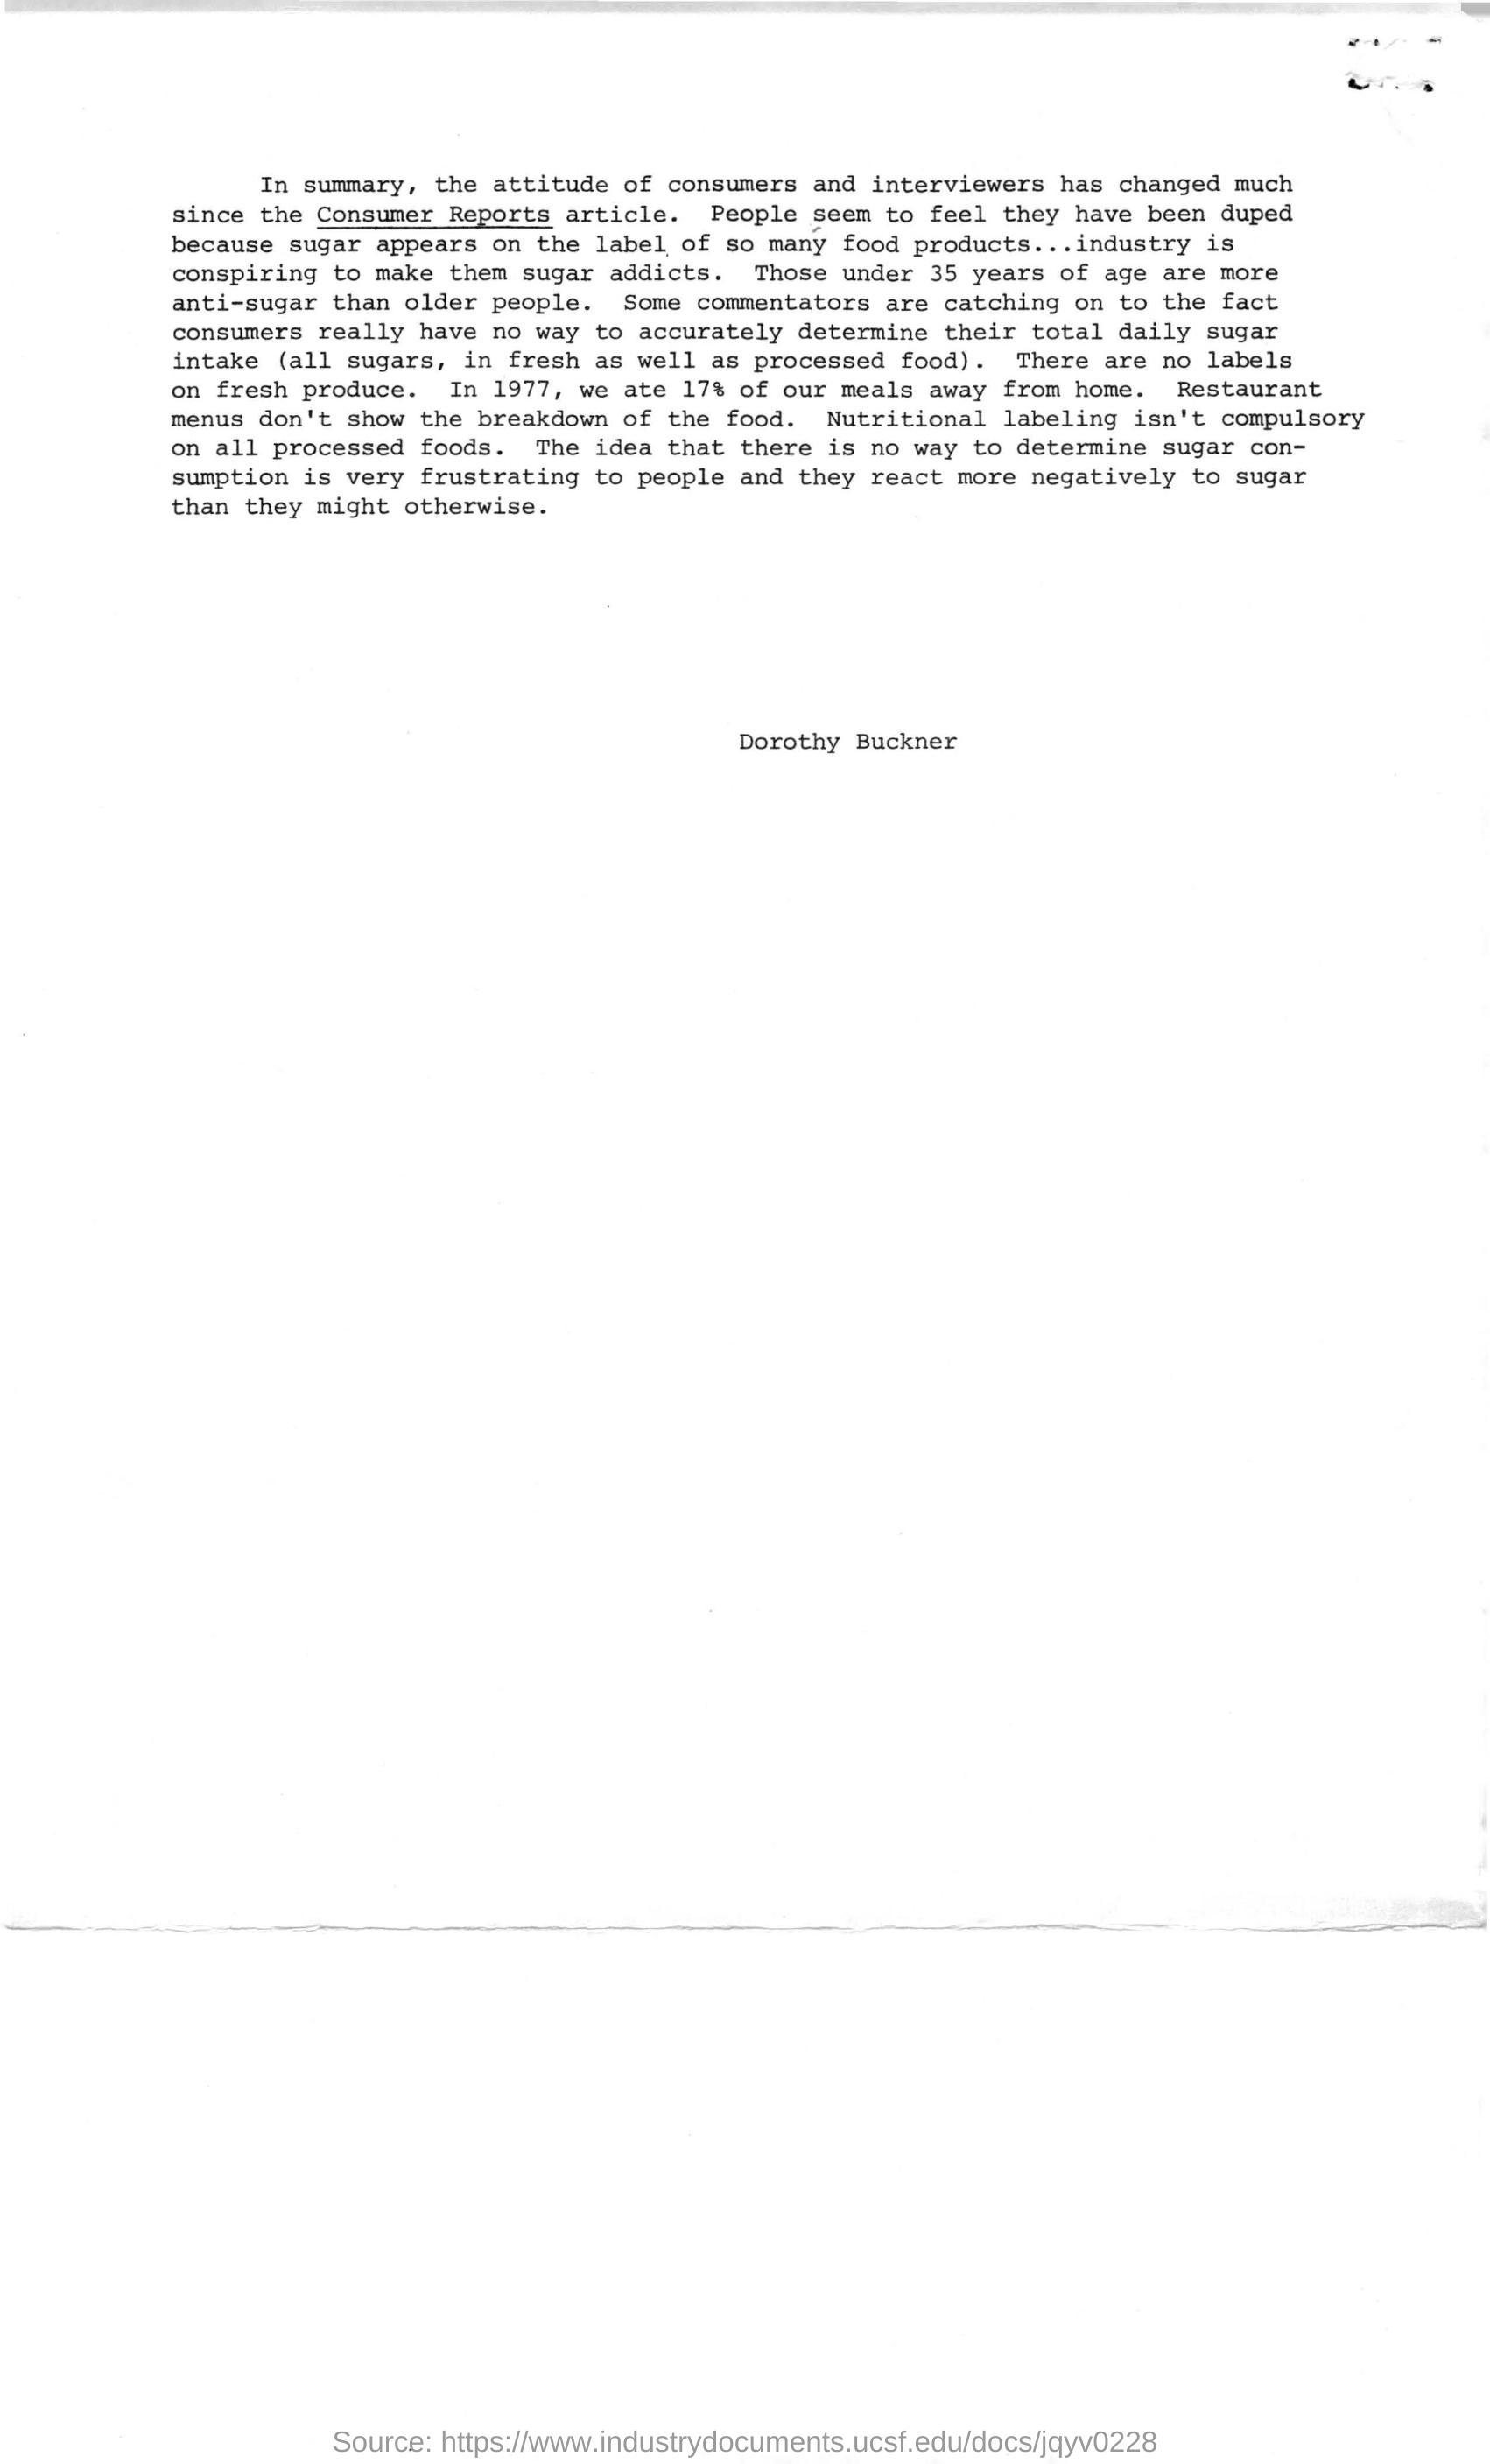 In summary, the attitude of consumers and interviewers has changed much
since the Consumer Reports article. People seem to feel they have been duped
because sugar appears on the label of so many food products...industry is
conspiring to make them sugar addicts. Those under 35 years of age are more
anti-sugar than older people. Some commentators are catching on to the fact
consumers really have no way to accurately determine their total daily sugar
intake (all sugars, in fresh as well as processed food). There are no labels
on fresh produce. In 1977, we ate 17% of our meals away from home. Restaurant
menus don't show the breakdown of the food. Nutritional labeling isn't compulsory
on all processed foods. The idea that there is no way to determine sugar con-
sumption is very frustrating to people and they react more negatively to sugar
than they might otherwise.
Dorothy Buckner
Source: https://www.industrydocuments.ucsf.edu/docs/jqyv0228